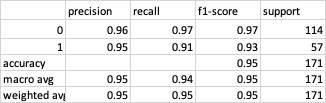 precision recall f1-score support
0 0.96 0.97 0.97 114
1 0.95 0.91 0.93 57
accuracy 0.95 171
macro avg 0.95 0.94 0.95 171
weighted avg 0.95 0.95 0.95 171